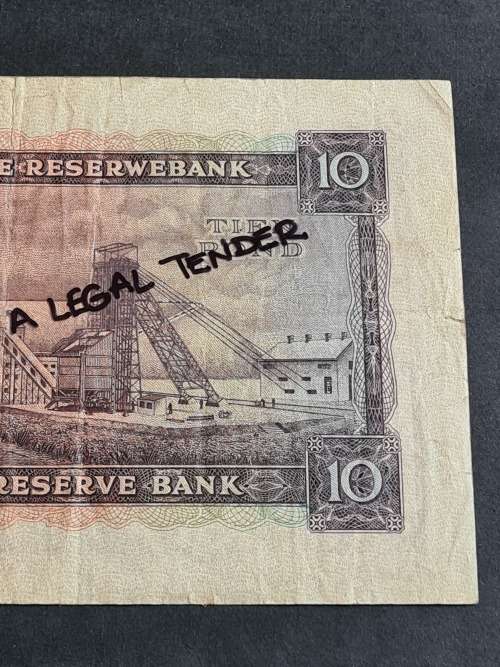 E RESERWEBANK
10
TIEN
RAND
A LEGAL TENDER
RESERVE BANK
10